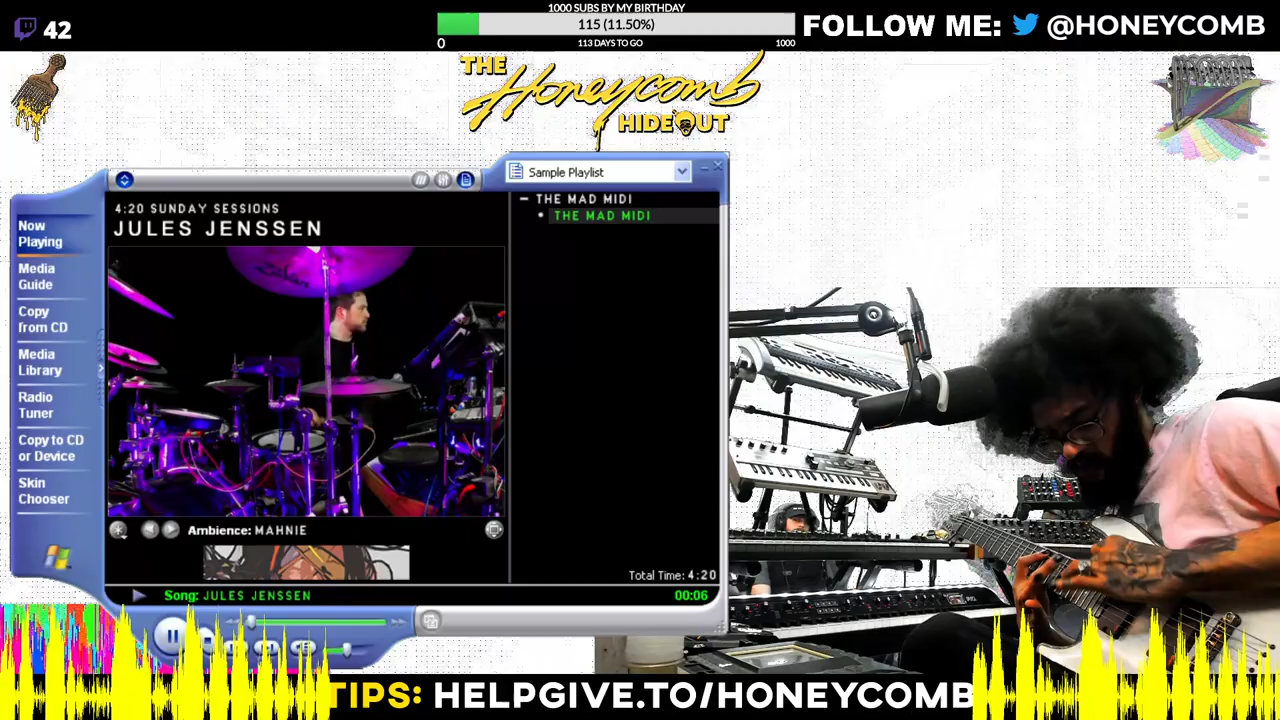 42
1000 SUBS BY MY BIRTHDAY
115 (11.50%)
0
113 DAYS TO GO
1000
FOLLOW ME: @HONEYCOMB
THE
Honeycomb
HIDEOUT
Sample Playlist
THE MAD MIDI
THE MAD MIDI
4:20 SUNDAY SESSIONS
JULES JENSSEN
Now
Playing
Media
Guide
Copy
from CD
Media
Library
Radio
Tuner
Copy to CD
or Device
Skin
Chooser
Ambience: MAHNIE
Total Time: 4:20
Song: JULES JENSSEN
00:06
TIPS: HELPGIVE.TO/HONEYCOMB